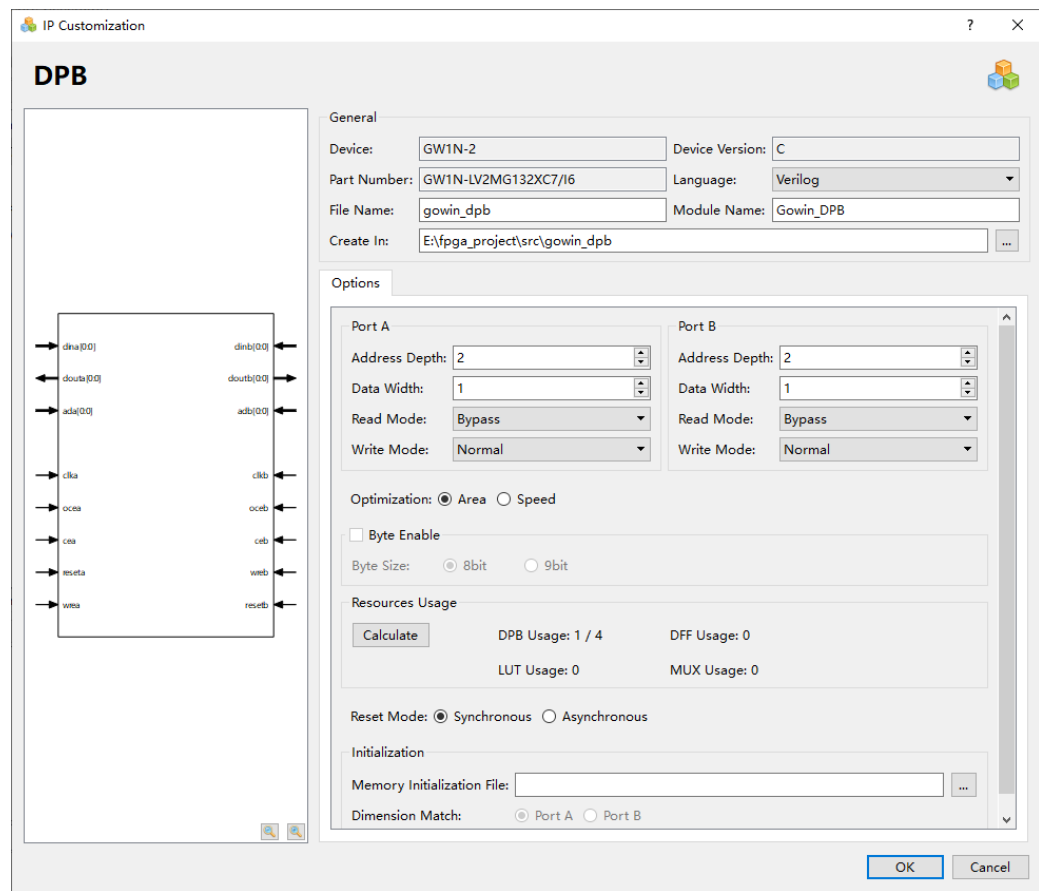 IP Customization ? ×
DPB
General
Device: GW1N-2 Device Version: C
Part Number: GW1N-LV2MG132XC7/I6 Language: Verilog
File Name: gowin_dpb Module Name: Gowin_DPB
Create In: E:\fpga_project\src\gowin_dpb ...
Options
dina[0:0] dinb[0:0]
douta[0:0] doutb[0:0]
ada[0:0] adb[0:0]
clka clkb
ocea oceb
cea ceb
reseta wreb
wrea resetb
Port A Port B
Address Depth: 2 Address Depth: 2
Data Width: 1 Data Width: 1
Read Mode: Bypass Read Mode: Bypass
Write Mode: Normal Write Mode: Normal
Optimization: Area Speed
Byte Enable
Byte Size: 8bit 9bit
Resources Usage
Calculate DPB Usage: 1 / 4 DFF Usage: 0
LUT Usage: 0 MUX Usage: 0
Reset Mode: Synchronous Asynchronous
Initialization
Memory Initialization File: ...
Dimension Match: Port A Port B
OK Cancel